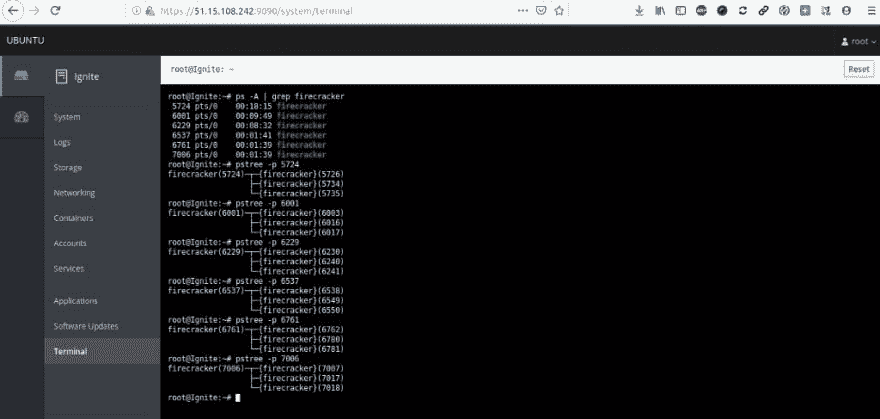 https://51.15.108.242:9090/system/terminal
UBUNTU
root
Ignite
root@Ignite: ~
Reset
System
Logs
Storage
Networking
Containers
Accounts
Services
Applications
Software Updates
Terminal
root@Ignite:~# ps -A | grep firecracker
5724 pts/0    00:18:15 firecracker
6001 pts/0    00:09:49 firecracker
6229 pts/0    00:08:32 firecracker
6537 pts/0    00:01:41 firecracker
6761 pts/0    00:01:39 firecracker
7006 pts/0    00:01:39 firecracker
root@Ignite:~# pstree -p 5724
firecracker(5724)─┬─{firecracker}(5726)
                  ├─{firecracker}(5734)
                  └─{firecracker}(5735)
root@Ignite:~# pstree -p 6001
firecracker(6001)─┬─{firecracker}(6003)
                  ├─{firecracker}(6016)
                  └─{firecracker}(6017)
root@Ignite:~# pstree -p 6229
firecracker(6229)─┬─{firecracker}(6230)
                  ├─{firecracker}(6240)
                  └─{firecracker}(6241)
root@Ignite:~# pstree -p 6537
firecracker(6537)─┬─{firecracker}(6538)
                  ├─{firecracker}(6549)
                  └─{firecracker}(6550)
root@Ignite:~# pstree -p 6761
firecracker(6761)─┬─{firecracker}(6762)
                  ├─{firecracker}(6780)
                  └─{firecracker}(6781)
root@Ignite:~# pstree -p 7006
firecracker(7006)─┬─{firecracker}(7007)
                  ├─{firecracker}(7017)
                  └─{firecracker}(7018)
root@Ignite:~#